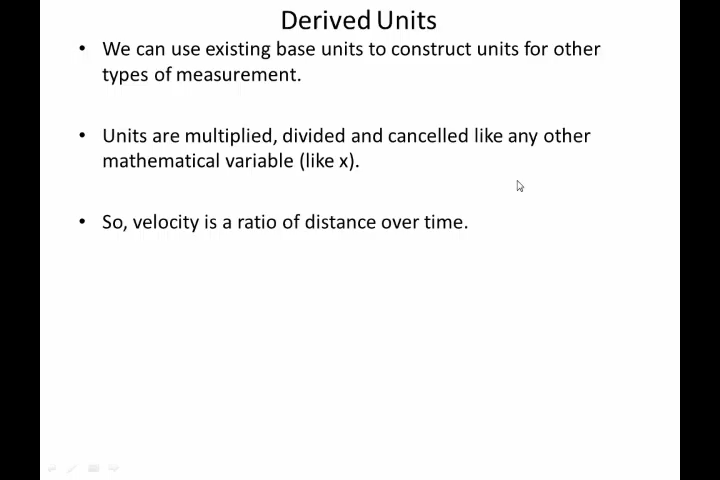 Derived Units
• We can use existing base units to construct units for other
types of measurement.
• Units are multiplied, divided and cancelled like any other
mathematical variable (like x).
• So, velocity is a ratio of distance over time.